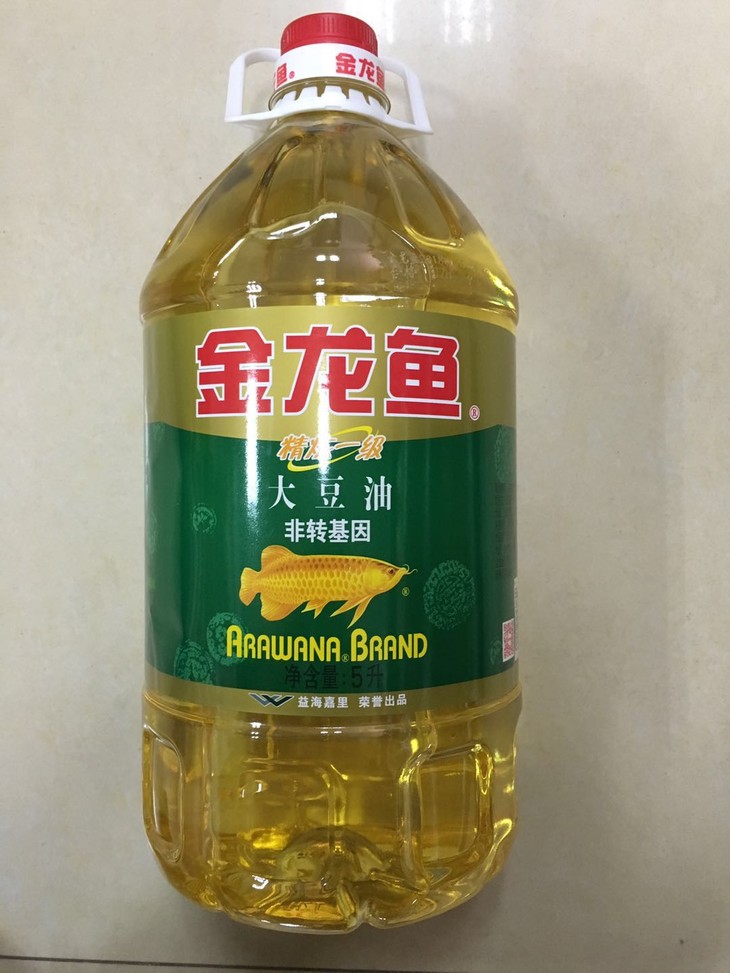 金龙鱼
金龙鱼
精炼一级
大豆油
非转基因
ARAWANA BRAND
净含量:5升
益海嘉里 荣誉出品